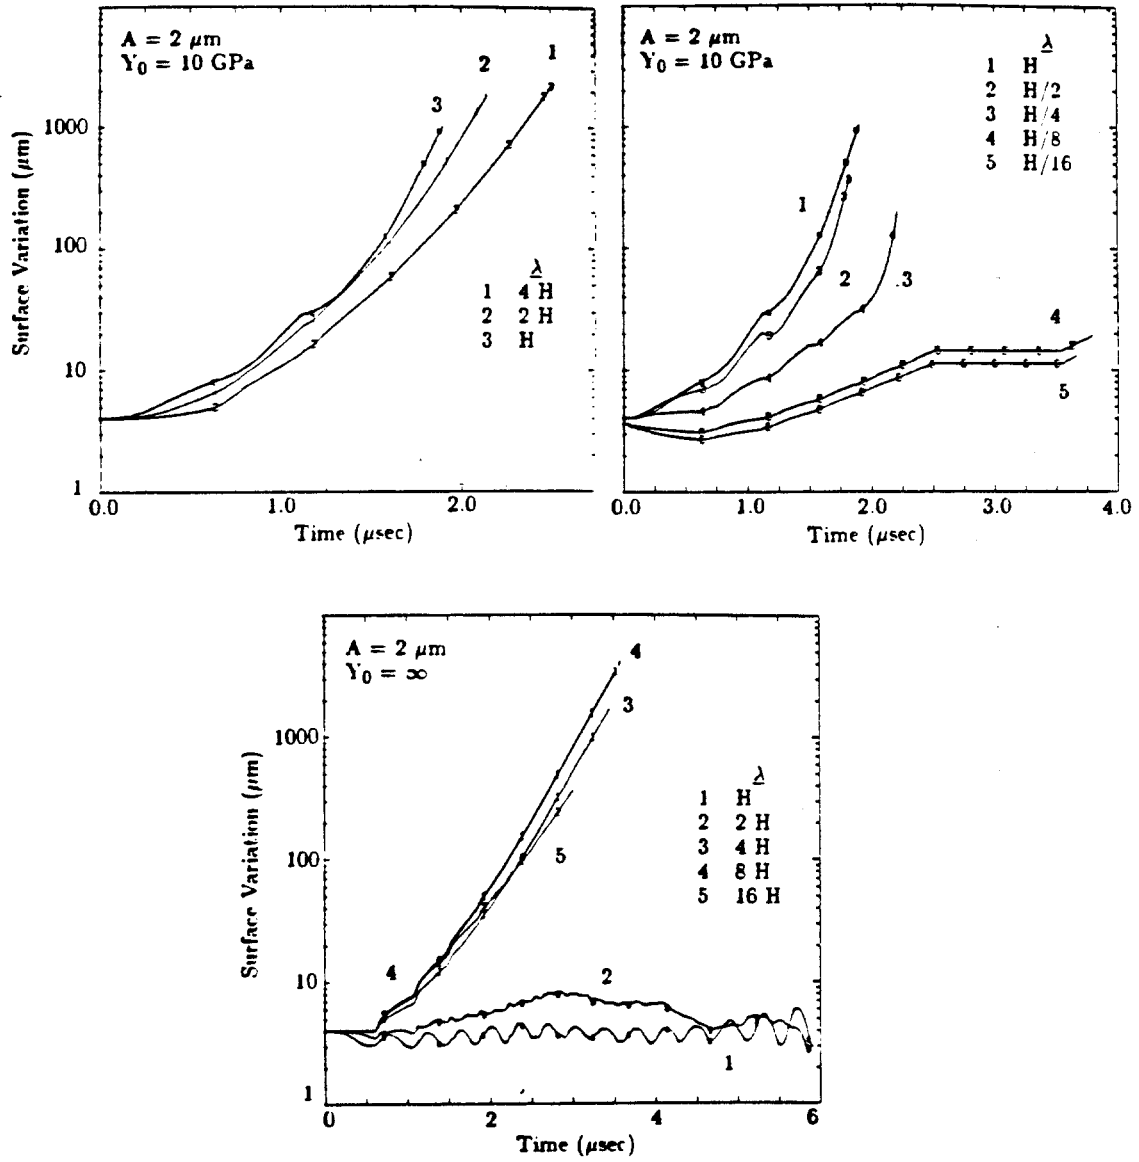 A = 2 μm
Y₀ = 10 GPa
1
2
3
1000
100
10
1
Surface Variation (μm)
λ
1 4 H
2 2 H
3 H
0.0 1.0 2.0
Time (μsec)
A = 2 μm
Y₀ = 10 GPa
λ
1 H
2 H/2
3 H/4
4 H/8
5 H/16
1
2
3
4
5
0.0 1.0 2.0 3.0 4.0
Time (μsec)
A = 2 μm
Y₀ = ∞
4
3
1000
100
10
1
Surface Variation (μm)
λ
1 H
2 2 H
3 4 H
4 8 H
5 16 H
5
4
2
1
0 2 4 6
Time (μsec)